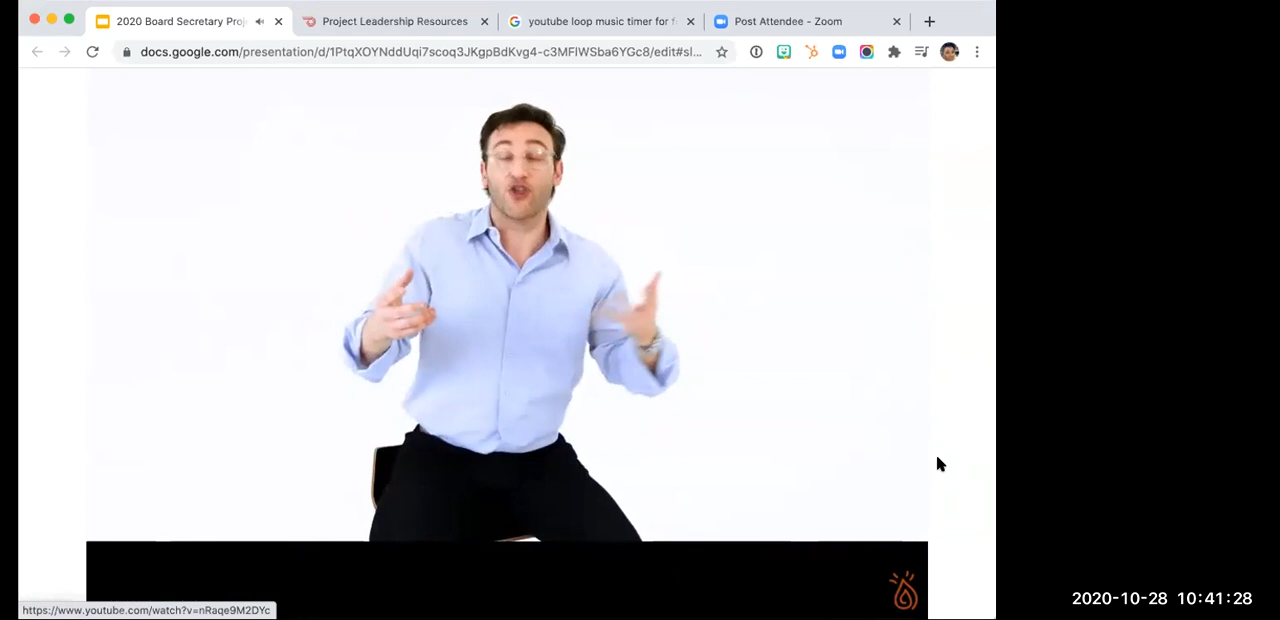 2020 Board Secretary Proj
Project Leadership Resources
youtube loop music timer for f
Post Attendee - Zoom
docs.google.com/presentation/d/1PtqXOYNddUqi7scoq3JKgpBdKvg4-c3MFlWSba6YGc8/edit#sl...
https://www.youtube.com/watch?v=nRaqe9M2DYc
2020-10-28 10:41:28